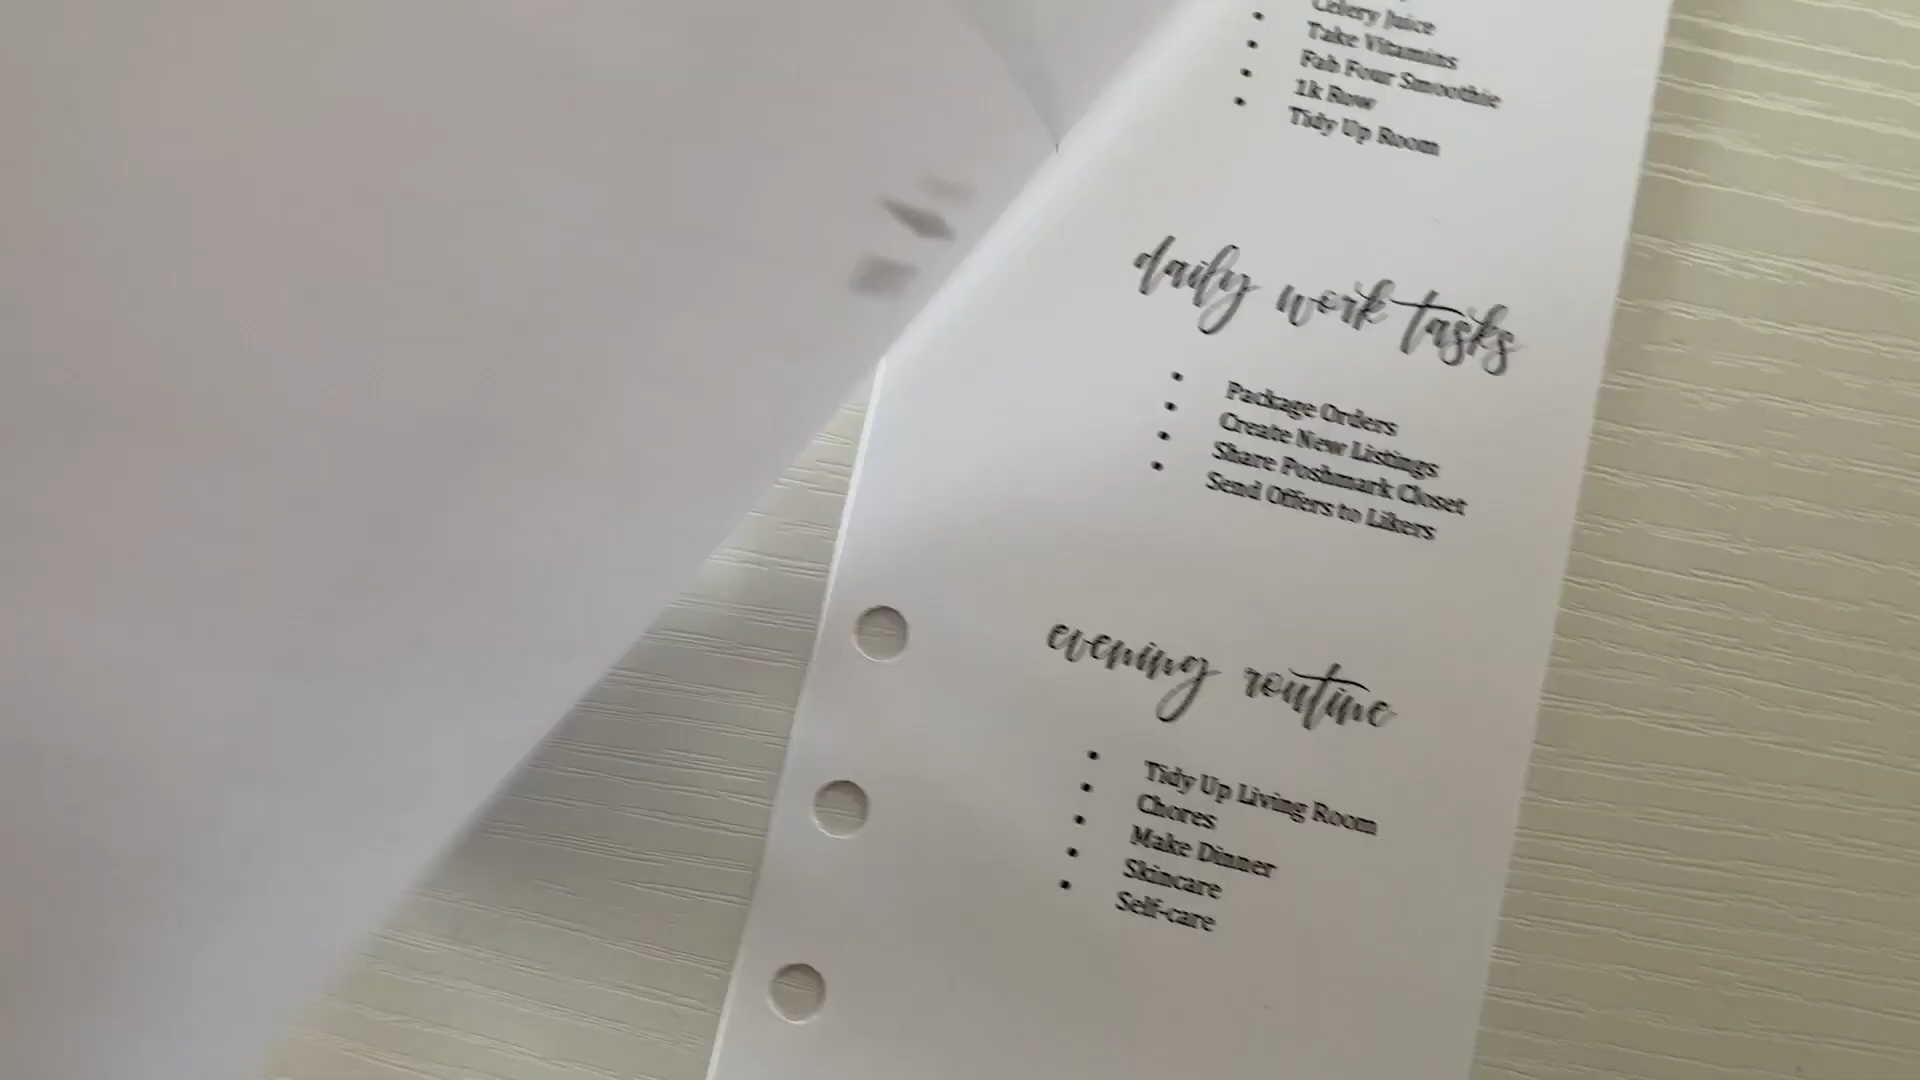 Celery Juice
Take Vitamins
Fab Four Smoothie
1k Row
Tidy Up Room
daily work tasks
Package Orders
Create New Listings
Share Poshmark Closet
Send Offers to Likers
evening routine
Tidy Up Living Room
Chores
Make Dinner
Skincare
Self-care